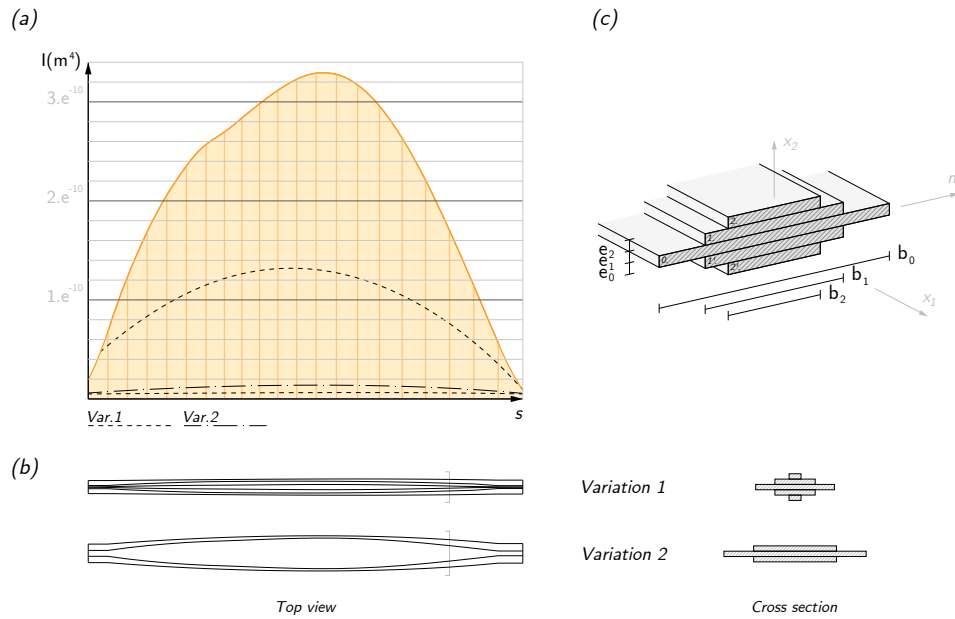 (a)
I(m⁴)
3.e⁻¹⁰
2.e⁻¹⁰
1.e⁻¹⁰
s
Var.1 Var.2
(c)
x₂
n
2.
1.
0.
1'
2'
e₂
e₁
e₀
b₀
b₁
b₂
x₁
(b)
Variation 1
Variation 2
Top view
Cross section